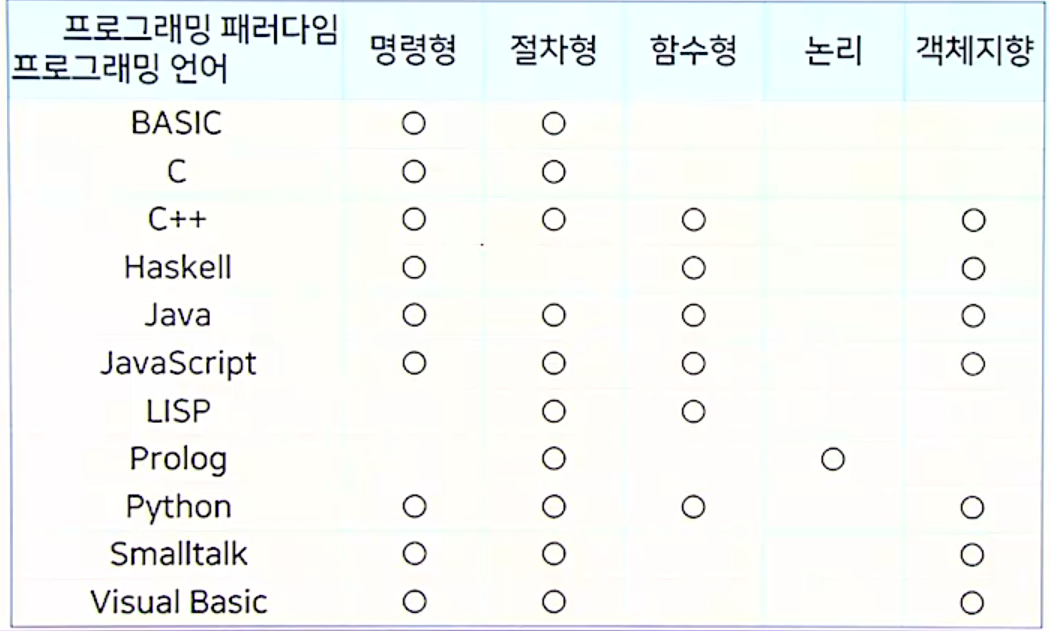 프로그래밍 패러다임
프로그래밍 언어 명령형 절차형 함수형 논리 객체지향
BASIC ○ ○
C ○ ○
C++ ○ ○ ○ ○
Haskell ○ ○ ○
Java ○ ○ ○ ○
JavaScript ○ ○ ○ ○
LISP ○ ○
Prolog ○ ○
Python ○ ○ ○ ○
Smalltalk ○ ○ ○
Visual Basic ○ ○ ○